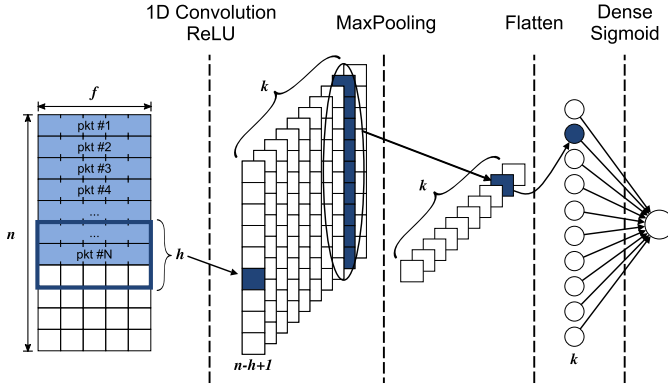 1D Convolution
ReLU
MaxPooling
Flatten
Dense
Sigmoid
f
n
pkt #1
pkt #2
pkt #3
pkt #4
...
...
pkt #N
h
k
n-h+1
k
k